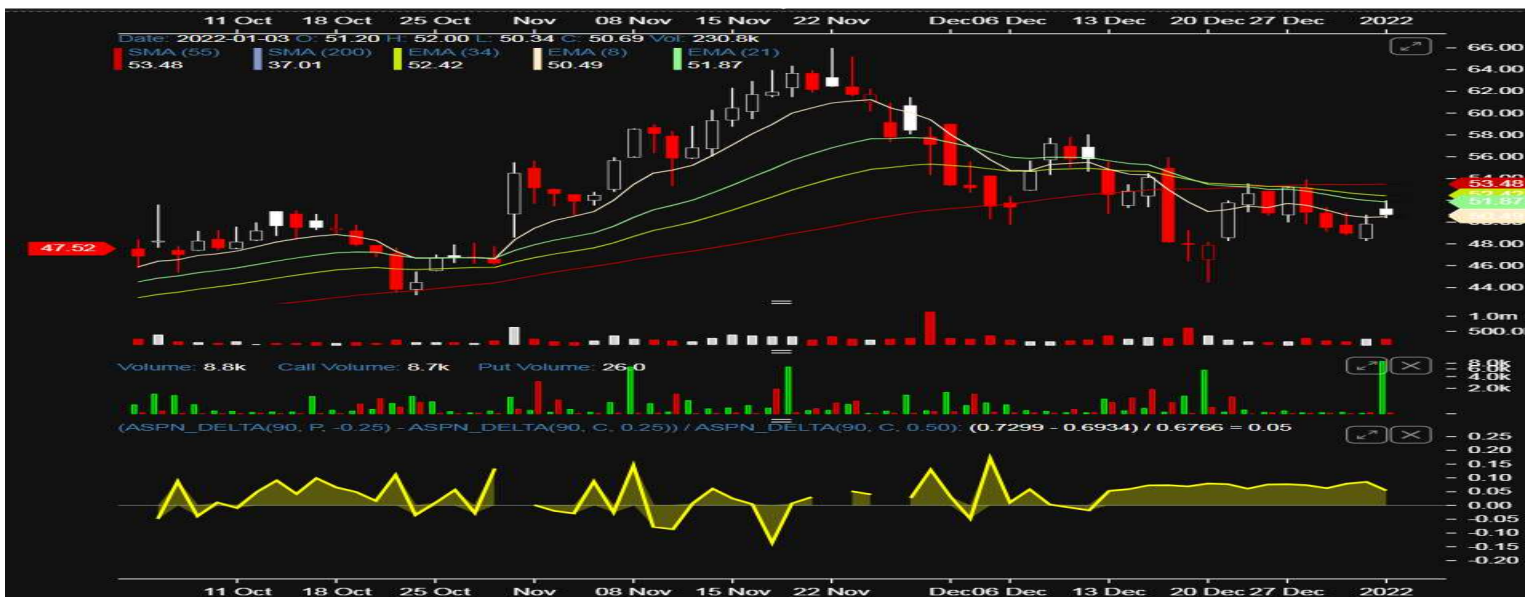 11 Oct 18 Oct 25 Oct Nov 08 Nov 15 Nov 22 Nov Dec 06 Dec 13 Dec 20 Dec 27 Dec 2022
Date: 2022-01-03 O: 51.20 H: 52.00 L: 50.34 C: 50.69 Vol: 230.8k
SMA (55) SMA (200) EMA (34) EMA (8) EMA (21)
53.48 37.01 52.42 50.49 51.87
66.00
64.00
62.00
60.00
58.00
56.00
53.48
52.42
51.87
47.52
48.00
46.00
44.00
1.0m
500.0
Volume: 8.8k Call Volume: 8.7k Put Volume: 26.0
8.0k
4.0k
2.0k
(ASPN_DELTA(90, P, -0.25) - ASPN_DELTA(90, C, 0.25)) / ASPN_DELTA(90, C, 0.50): (0.7299 - 0.6934) / 0.6766 = 0.05
0.25
0.20
0.15
0.10
0.05
0.00
-0.05
-0.10
-0.15
-0.20
11 Oct 18 Oct 25 Oct Nov 08 Nov 15 Nov 22 Nov Dec 06 Dec 13 Dec 20 Dec 27 Dec 2022